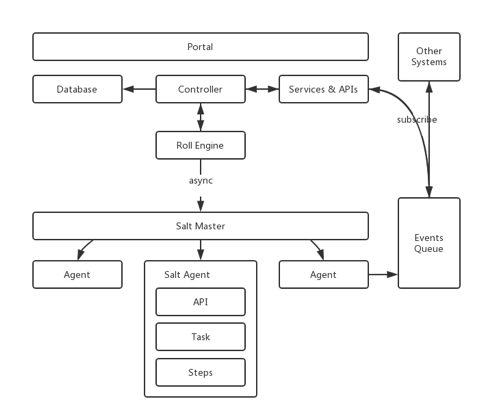 Portal
Other
Systems
Database
Controller
Services & APIs
subscribe
Roll Engine
async
Salt Master
Events
Queue
Agent
Salt Agent
Agent
API
Task
Steps